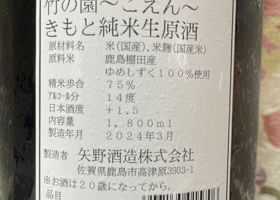 竹の園～ごえん～
きもと純米生原酒
原材料名　米（国産）、米麹（国産米）
原料米　鹿島棚田産
ゆめしずく１００％使用
精米歩合　７５％
アルコール分　１４度
日本酒度　＋１．５
内容量　１，８００ｍｌ
製造年月　２０２４年３月
製造者　矢野酒造株式会社
佐賀県鹿島市高津原3993-1
※お酒は２０歳になってから。